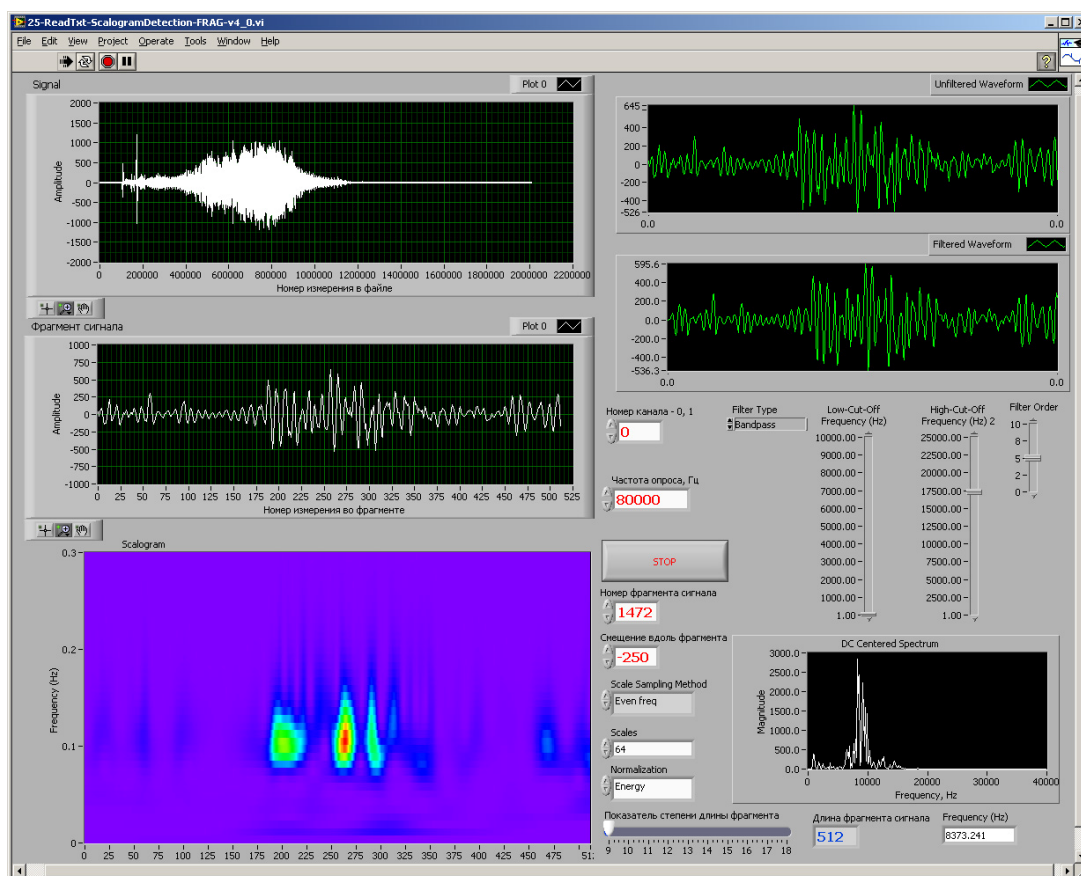 25-ReadTxt-ScalogramDetection-FRAG-v4_0.vi
File Edit View Project Operate Tools Window Help
Signal
Plot 0
2000
1500
1000
500
0
-500
-1000
-1500
-2000
Amplitude
0 200000 400000 600000 800000 1000000 1200000 1400000 1600000 1800000 2000000 2200000
Номер измерения в файле
Фрагмент сигнала
Plot 0
1000
750
500
250
0
-250
-500
-750
-1000
Amplitude
0 25 50 75 100 125 150 175 200 225 250 275 300 325 350 375 400 425 450 475 500 525
Номер измерения во фрагменте
Scalogram
0.3
0.2
0.1
0
Frequency (Hz)
0 25 50 75 100 125 150 175 200 225 250 275 300 325 350 375 400 425 450 475 51
Unfiltered Waveform
645
400
200
0
-200
-400
-526
0.0 0.0
Filtered Waveform
595.6
400.0
200.0
0.0
-200.0
-400.0
-536.3
0.0 0.0
Номер канала - 0, 1
0
Filter Type
Bandpass
Частота опроса, Гц
80000
Low-Cut-Off
Frequency (Hz)
10000.00
9000.00
8000.00
7000.00
6000.00
5000.00
4000.00
3000.00
2000.00
1000.00
1.00
High-Cut-Off
Frequency (Hz) 2
25000.00
22500.00
20000.00
17500.00
15000.00
12500.00
10000.00
7500.00
5000.00
2500.00
1.00
Filter Order
10
8
5
2
0
STOP
Номер фрагмента сигнала
1472
Смещение вдоль фрагмента
-250
Scale Sampling Method
Even freq
Scales
64
Normalization
Energy
DC Centered Spectrum
3000.0
2500.0
2000.0
1500.0
1000.0
500.0
0.0
Magnitude
0 10000 20000 30000 40000
Frequency, Hz
Показатель степени длины фрагмента
9 10 11 12 13 14 15 16 17 18
Длина фрагмента сигнала
512
Frequency (Hz)
8373.241